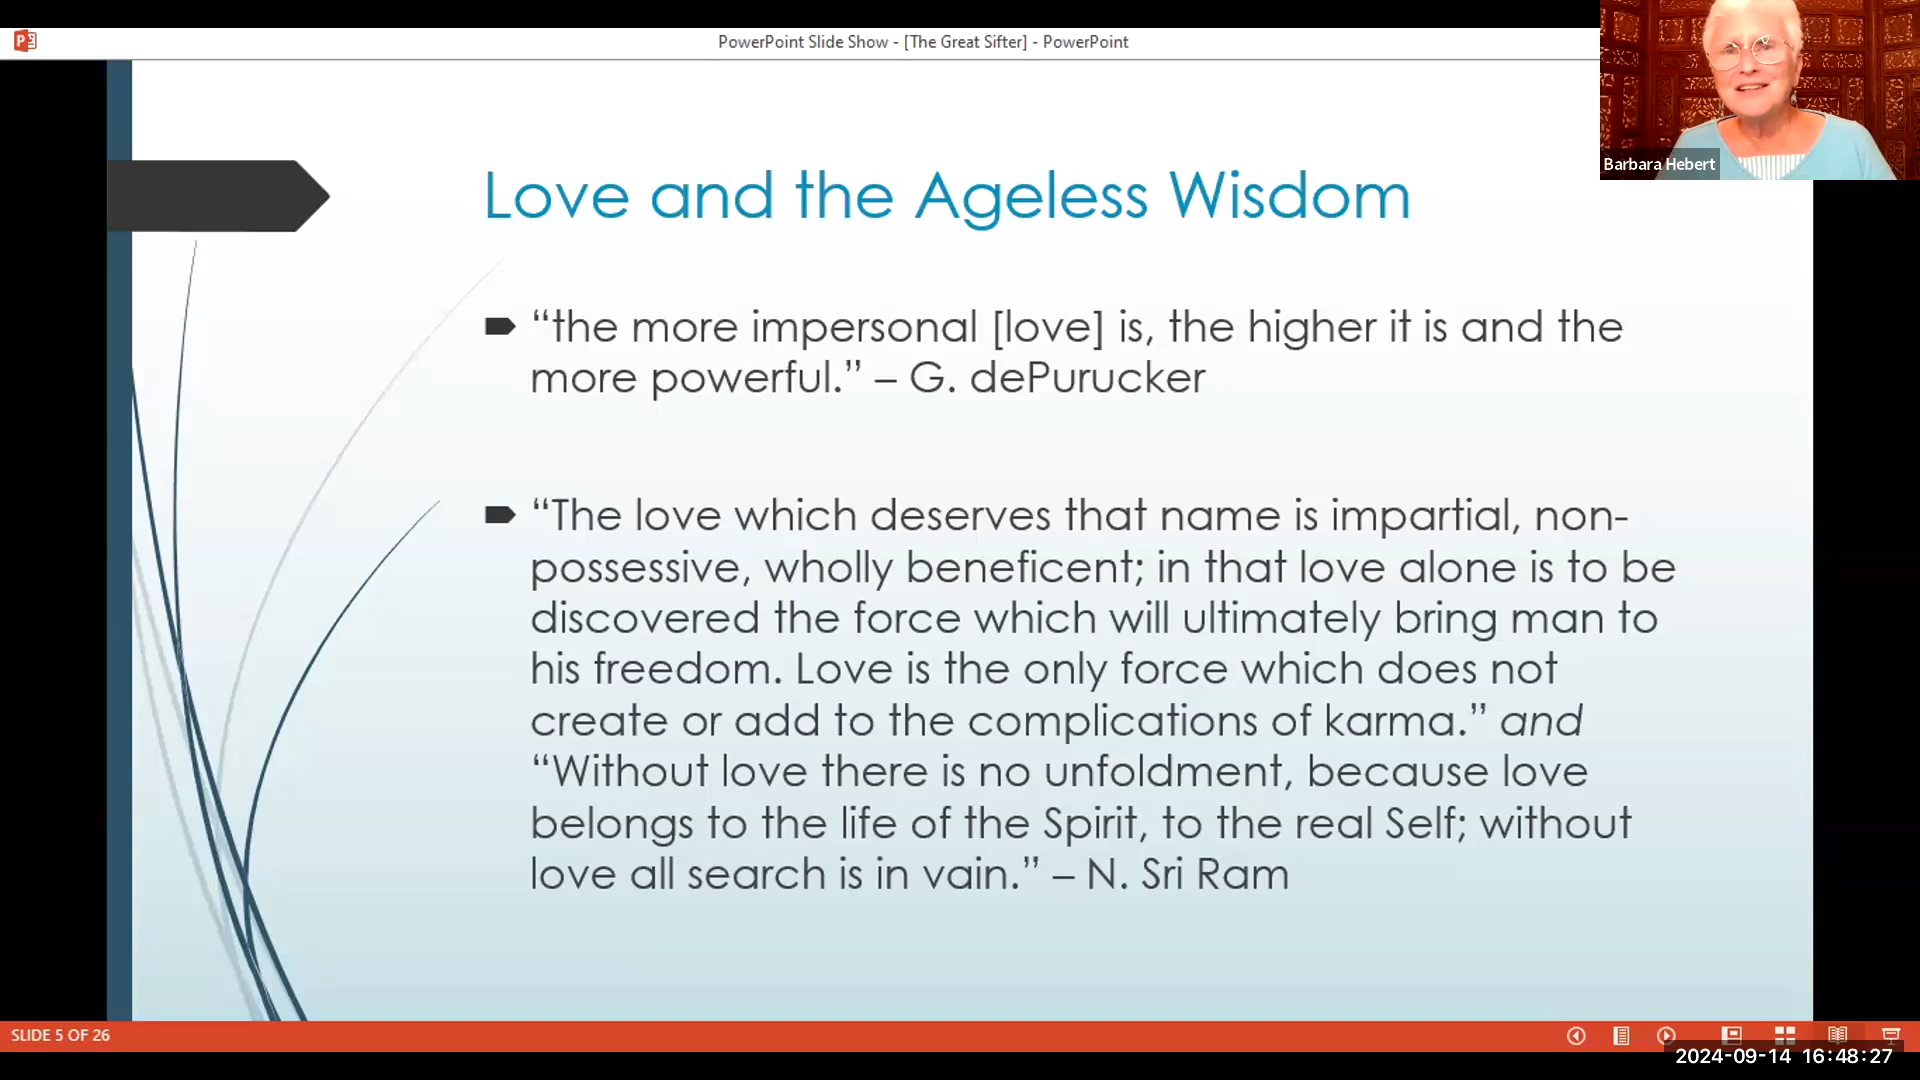 PowerPoint Slide Show - [The Great Sifter] - PowerPoint
Barbara Hebert
Love and the Ageless Wisdom
“the more impersonal [love] is, the higher it is and the
more powerful.” – G. dePurucker
“The love which deserves that name is impartial, non-
possessive, wholly beneficent; in that love alone is to be
discovered the force which will ultimately bring man to
his freedom. Love is the only force which does not
create or add to the complications of karma.” and
“Without love there is no unfoldment, because love
belongs to the life of the Spirit, to the real Self; without
love all search is in vain.” – N. Sri Ram
SLIDE 5 OF 26
2024-09-14 16:48:27